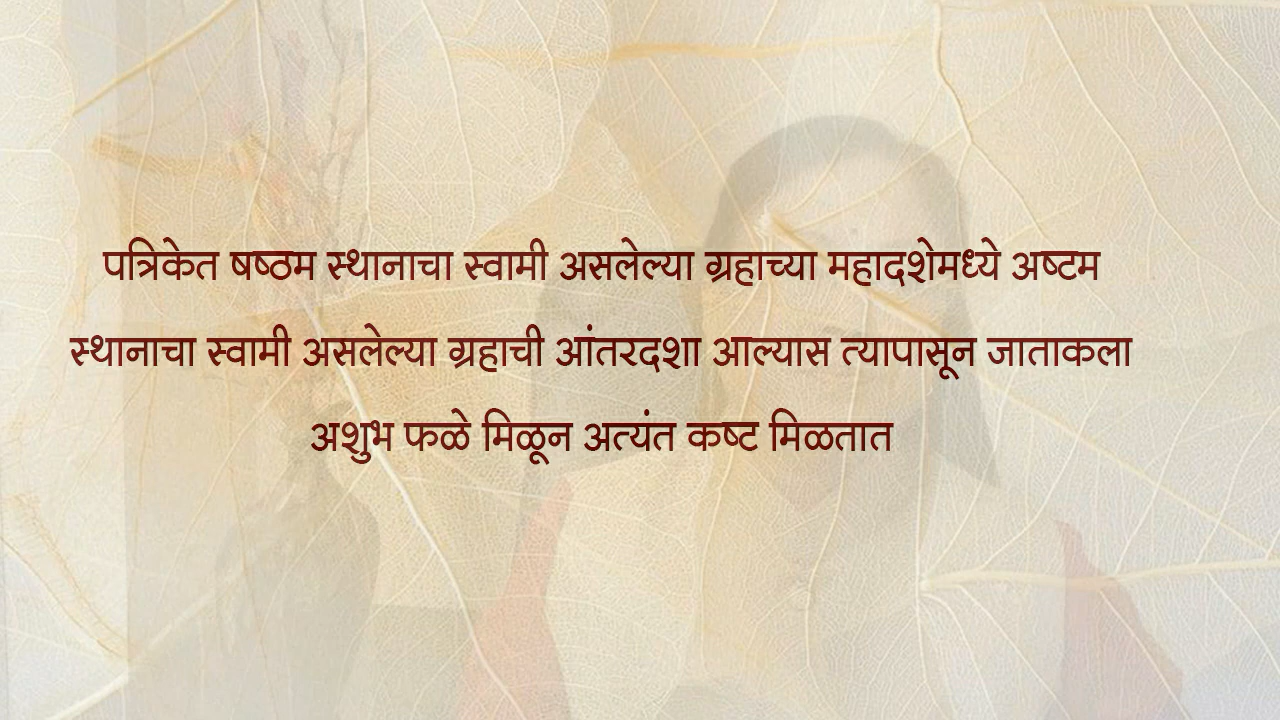 पत्रिकेत षष्ठम स्थानाचा स्वामी असलेल्या ग्रहाच्या महादशेमध्ये अष्टम
स्थानाचा स्वामी असलेल्या ग्रहाची आंतरदशा आल्यास त्यापासून जाताकला
अशुभ फळे मिळून अत्यंत कष्ट मिळतात